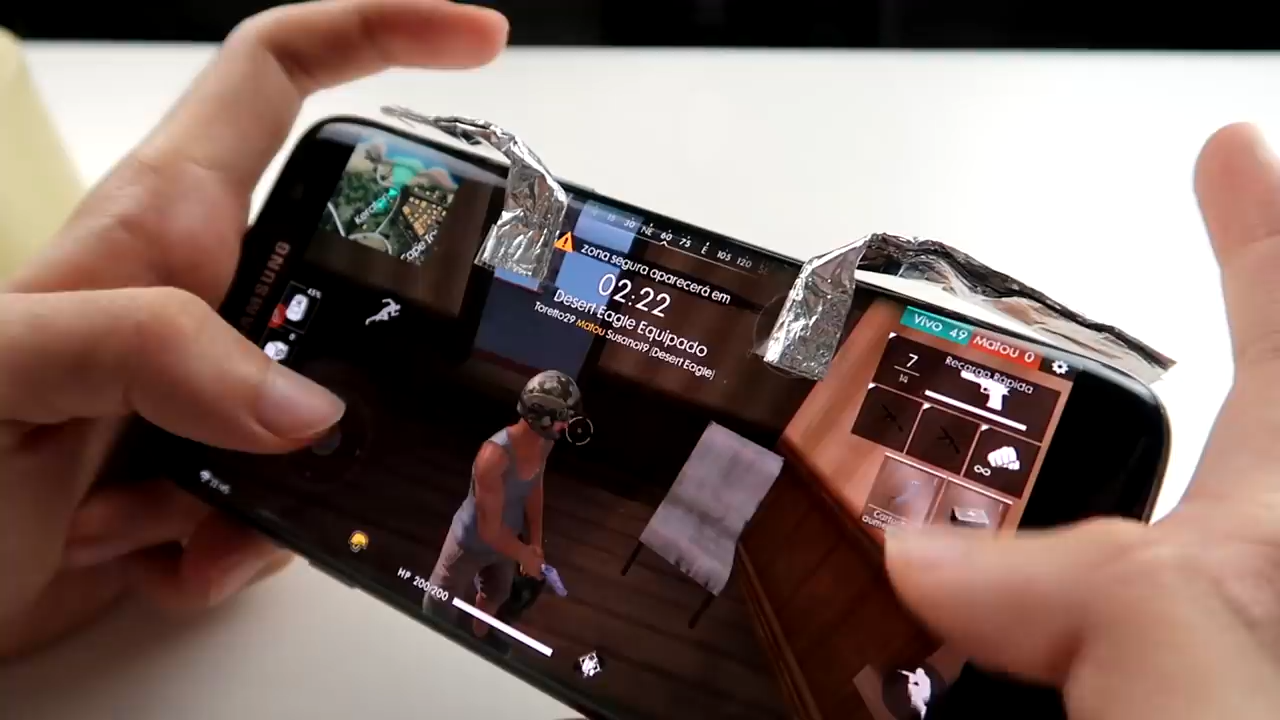 SAMSUNG
15 30 NE 60 75 E 105 120
zona segura aparecerá em
02:22
Desert Eagle Equipado
Toretto29 Matou Susano19 (Desert Eagle)
Vivo 49 Matou 0
7
14
Recarga Rápida
∞
HP 200/200